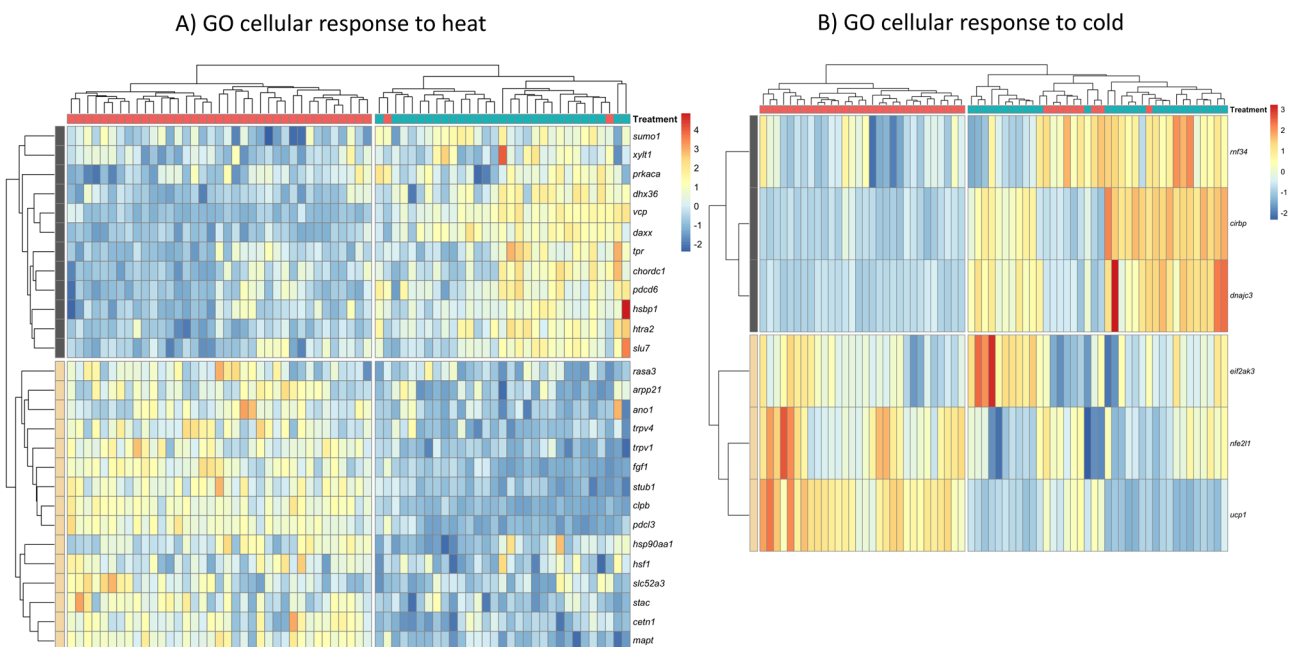 A) GO cellular response to heat
B) GO cellular response to cold
Treatment
4
3
2
1
0
-1
-2
sumo1
xylt1
prkaca
dhx36
vcp
daxx
tpr
chordc1
pdcd6
hsbp1
htra2
slu7
rasa3
arpp21
ano1
trpv4
trpv1
fgf1
stub1
clpb
pdcl3
hsp90aa1
hsf1
slc52a3
stac
cetn1
mapt
Treatment
3
2
1
0
-1
-2
rnf34
cirbp
dnajc3
eif2ak3
nfe2l1
ucp1